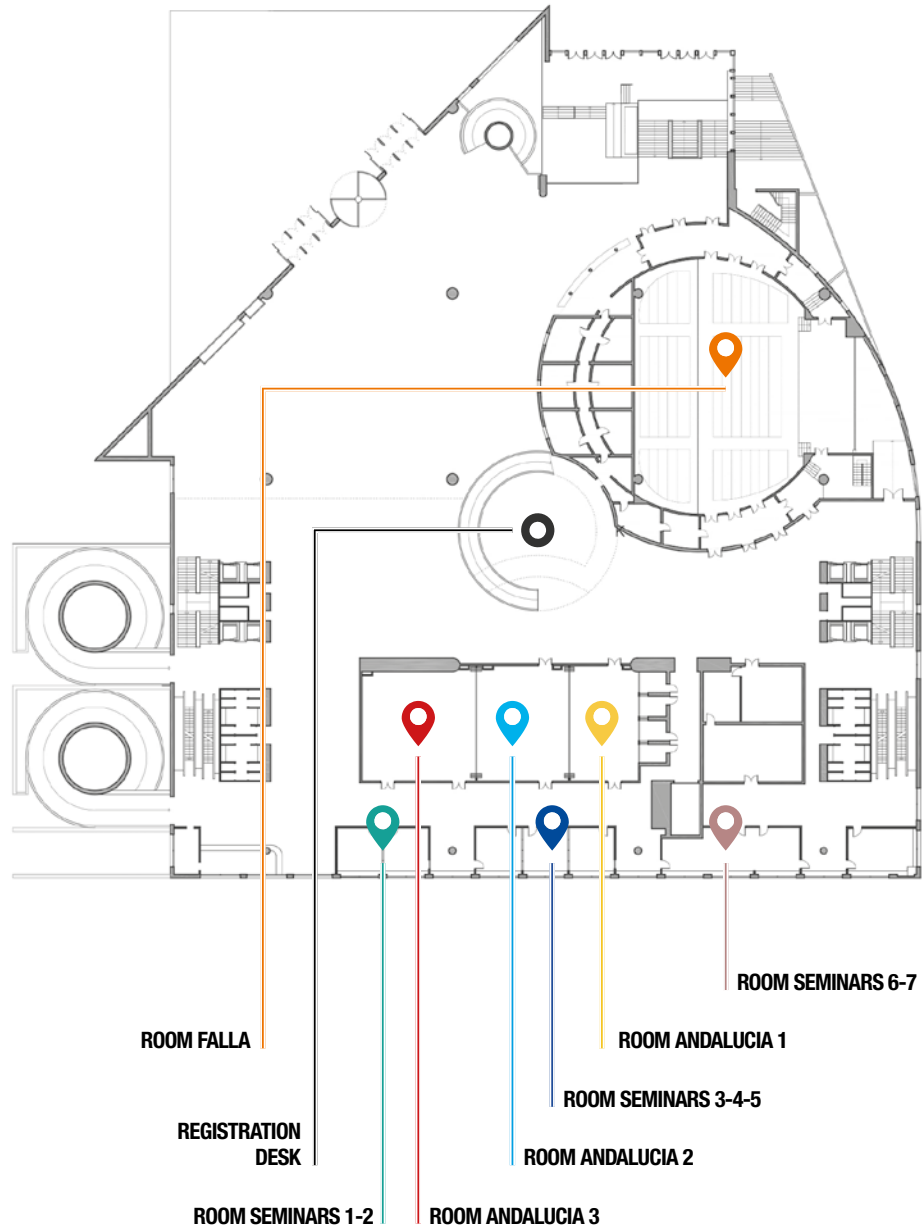 ROOM SEMINARS 6-7
ROOM FALLA
ROOM ANDALUCIA 1
ROOM SEMINARS 3-4-5
REGISTRATION
DESK
ROOM ANDALUCIA 2
ROOM SEMINARS 1-2
ROOM ANDALUCIA 3